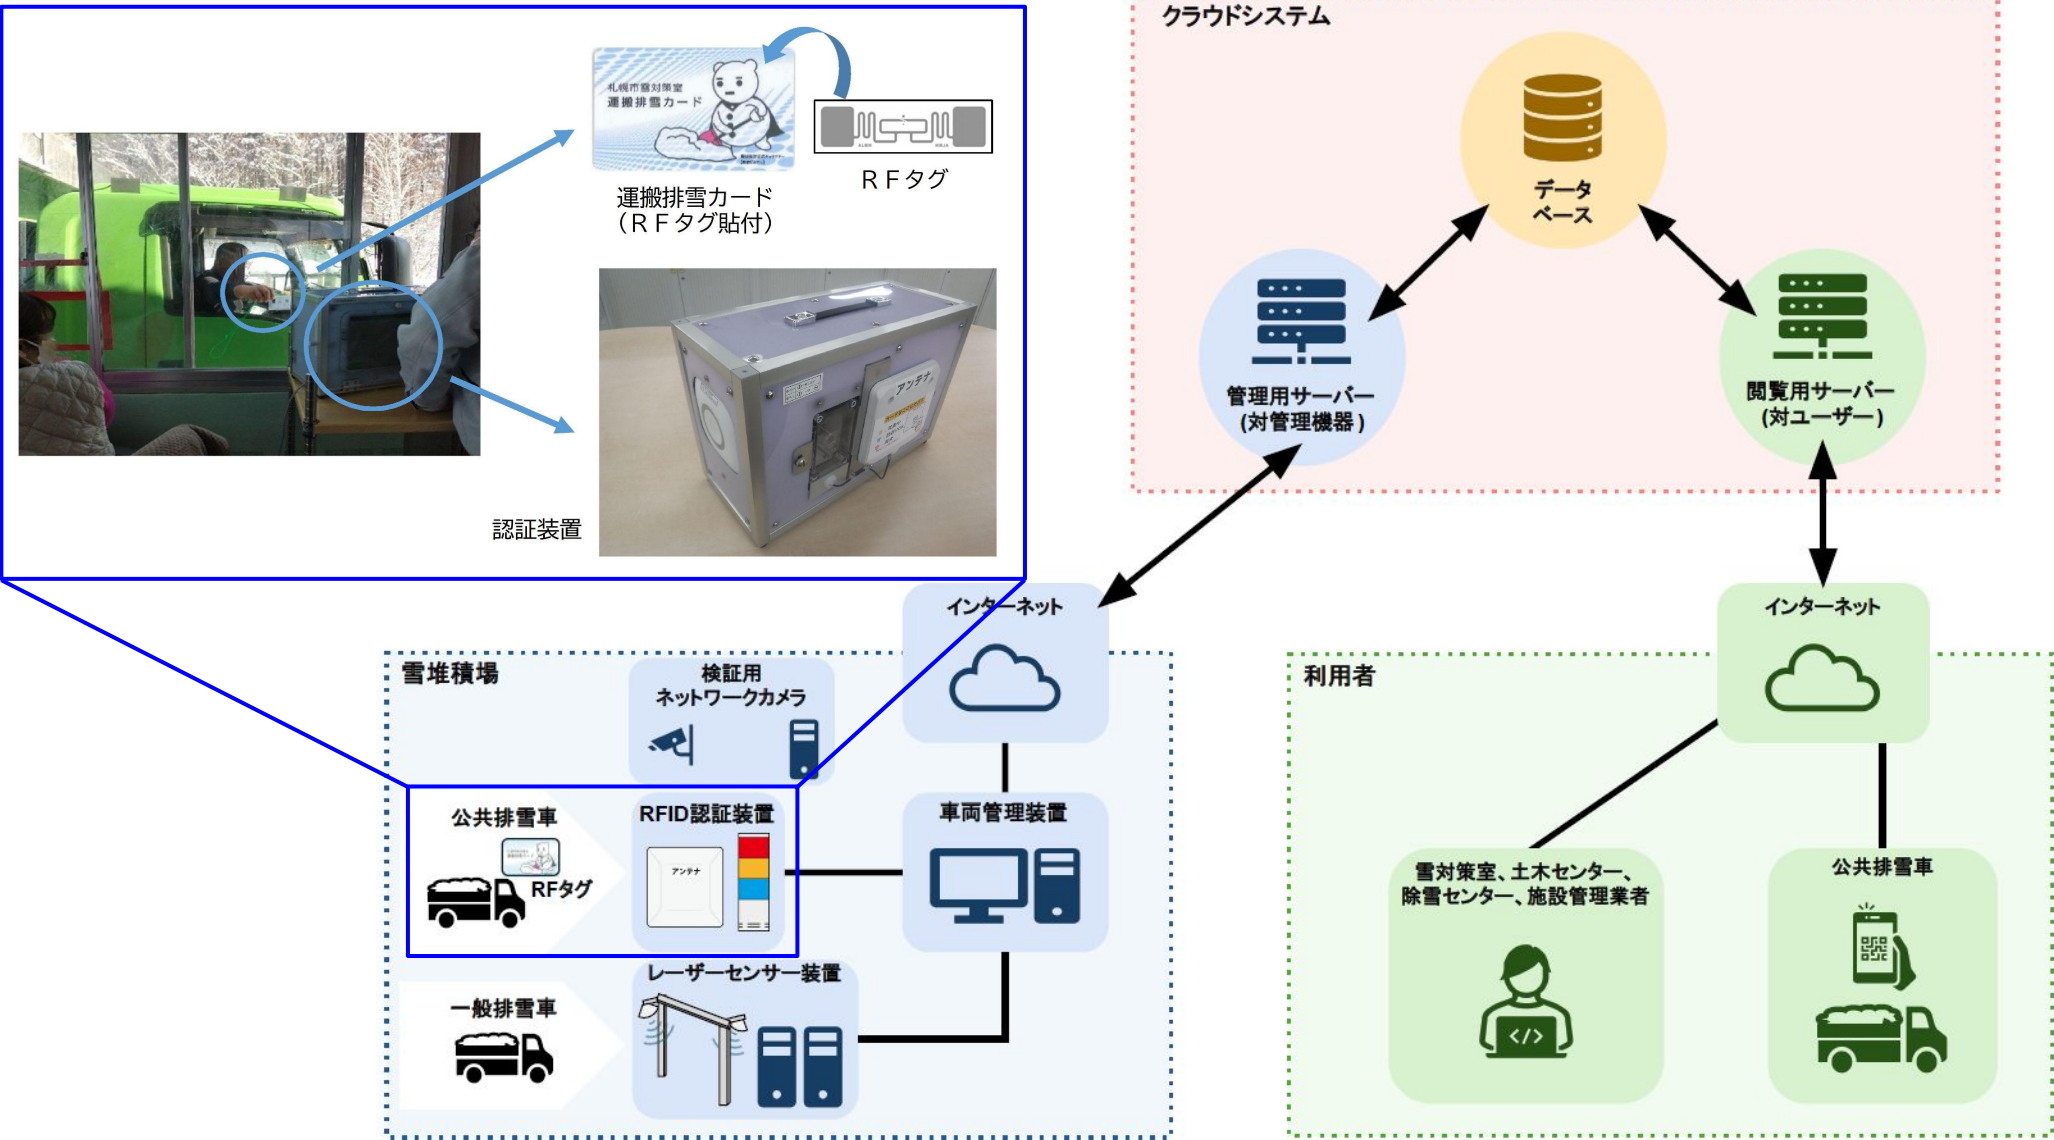 札幌市雪対策室
運搬排雪カード
ＲＦタグ
運搬排雪カード
（ＲＦタグ貼付）
アンテナ
認証装置
クラウドシステム
データ
ベース
管理用サーバー
(対管理機器)
閲覧用サーバー
(対ユーザー)
インターネット
インターネット
雪堆積場
検証用
ネットワークカメラ
公共排雪車
RFタグ
RFID認証装置
アンテナ
車両管理装置
一般排雪車
レーザーセンサー装置
利用者
雪対策室、土木センター、
除雪センター、施設管理業者
</>
公共排雪車